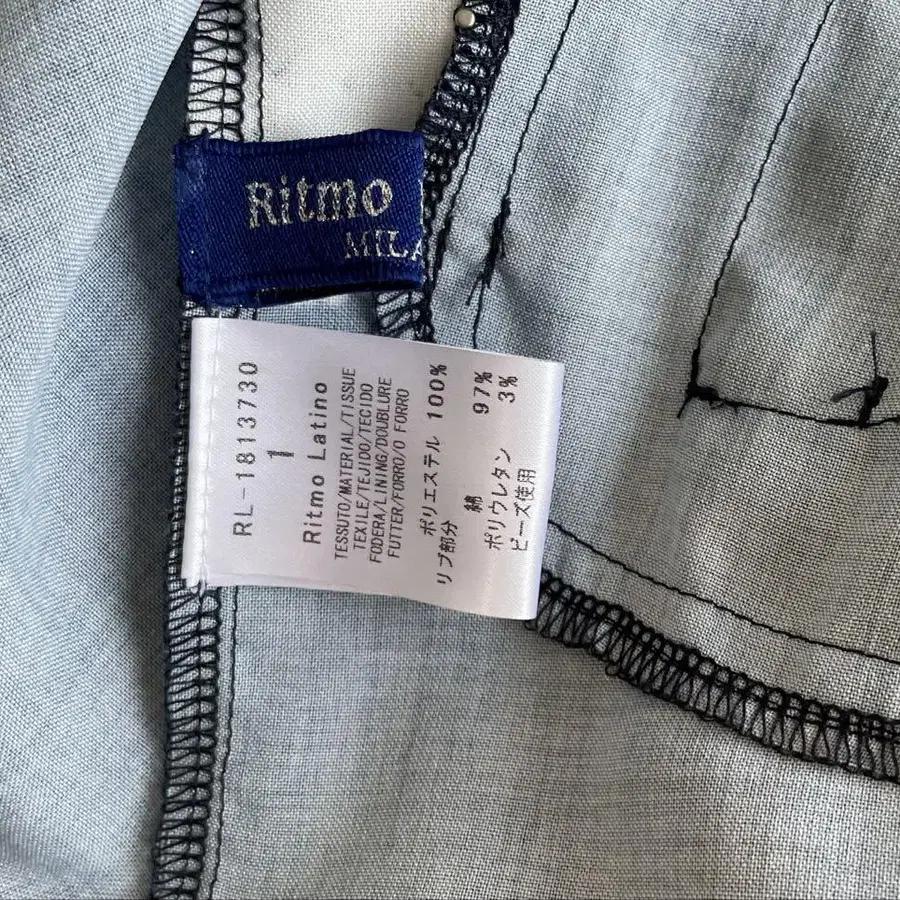 Ritmo
MILA
RL-1813730
1
Ritmo Latino
TESSUTO/MATERIAL/TISSUE
TEXILE/TEJIDO/TECIDO
FODERA/LINING/DOUBLURE
FUTTER/FORRO/O FORRO
ポリエステル 100%
リブ部分
綿 97%
ポリウレタン 3%
ビーズ使用